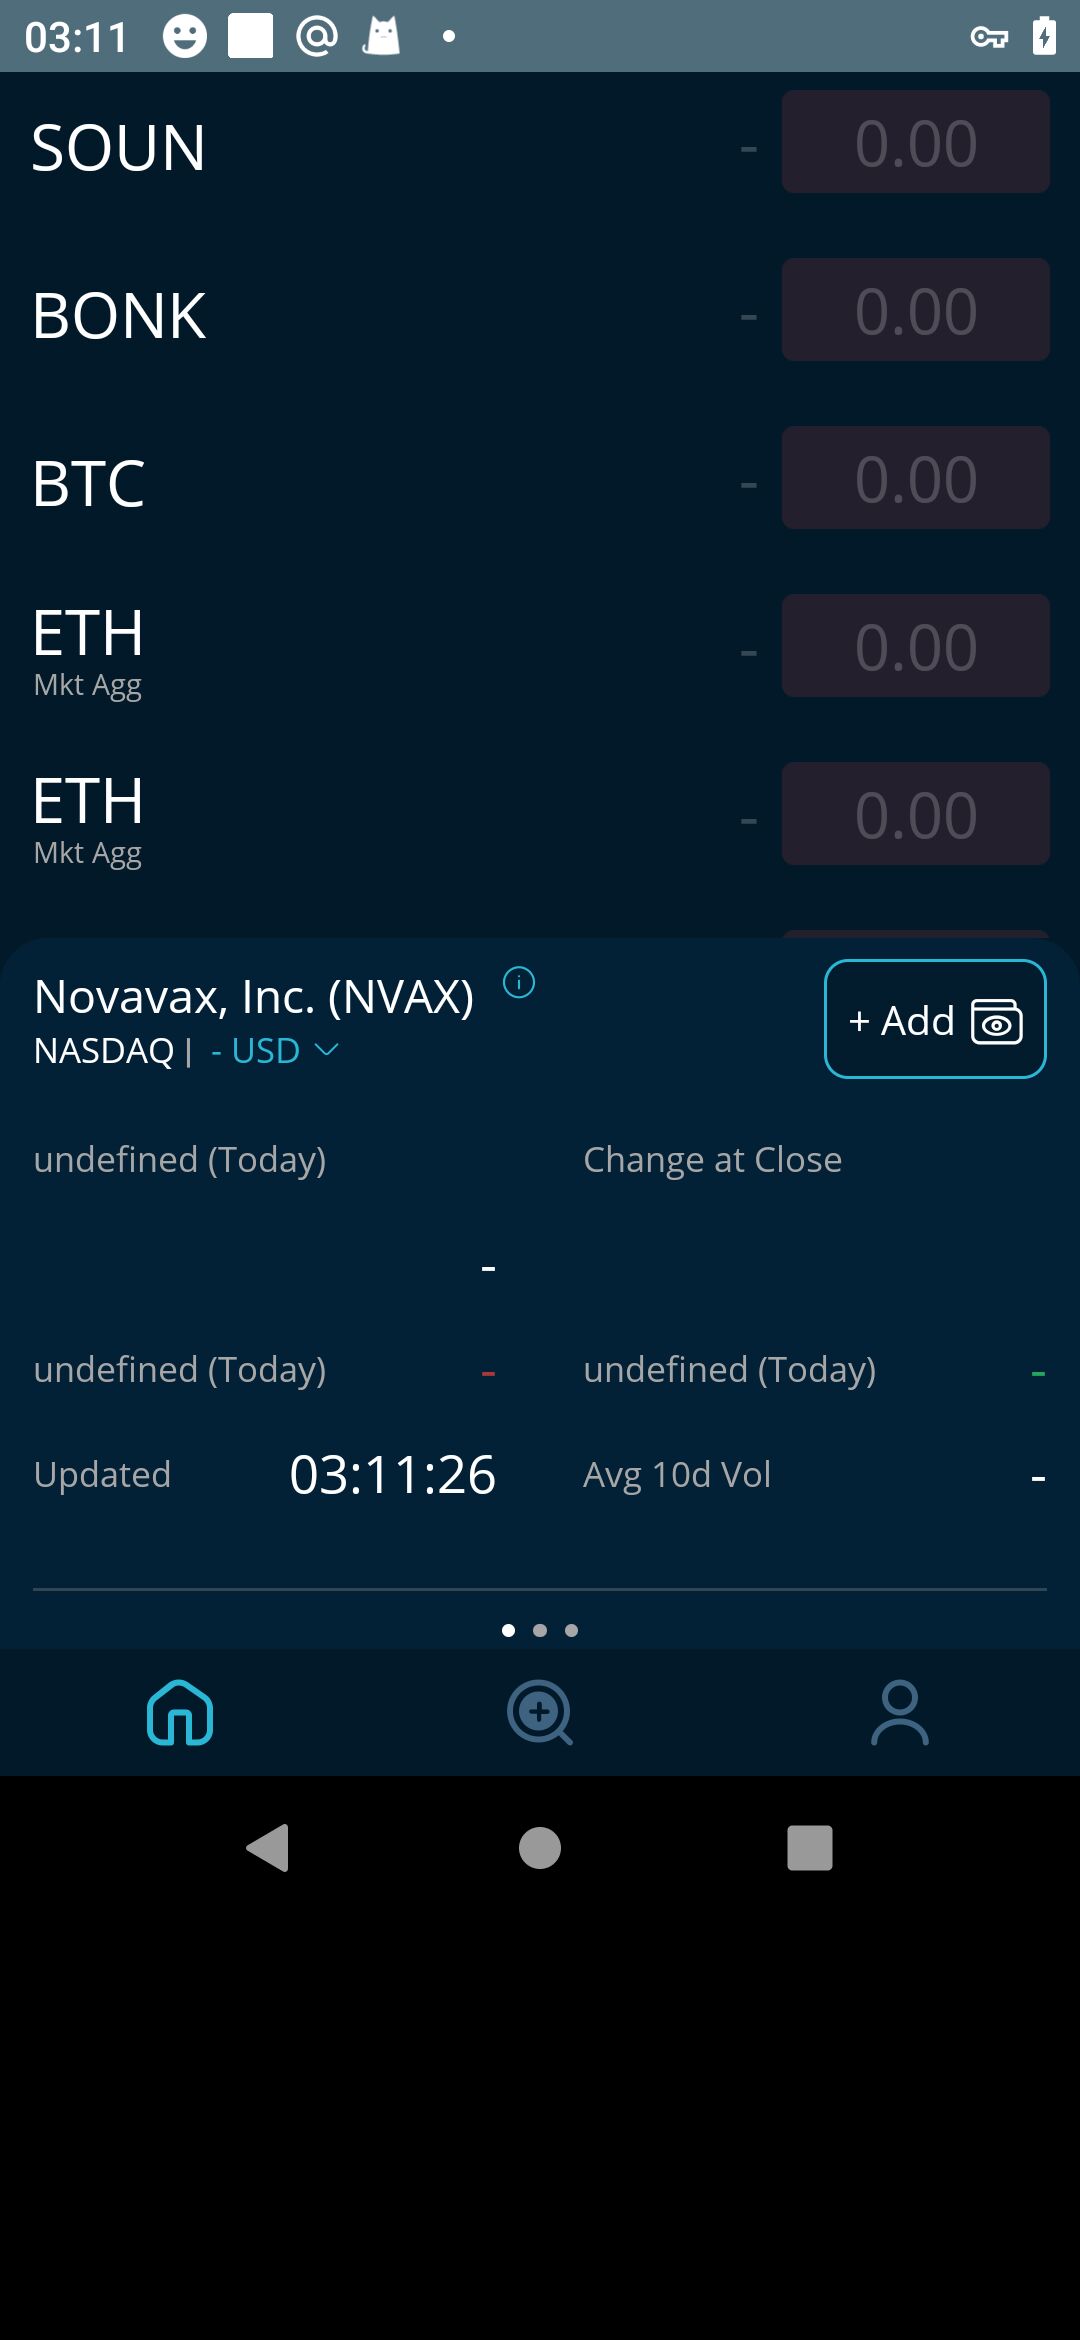 03:11
SOUN - 0.00
BONK - 0.00
BTC - 0.00
ETH - 0.00
Mkt Agg
ETH - 0.00
Mkt Agg
Novavax, Inc. (NVAX)
+ Add
NASDAQ | - USD
undefined (Today) Change at Close
-
undefined (Today) - undefined (Today) -
Updated 03:11:26 Avg 10d Vol -